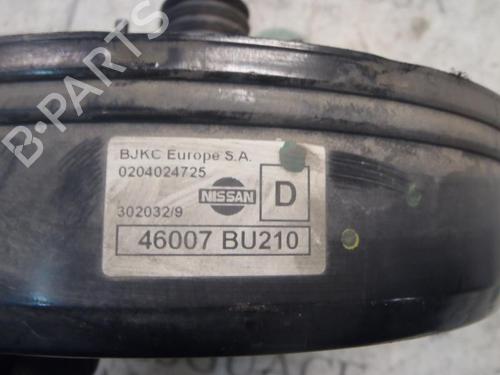 B-PARTS
BJKC Europe S.A.
0204024725
NISSAN
D
302032/9
46007 BU210